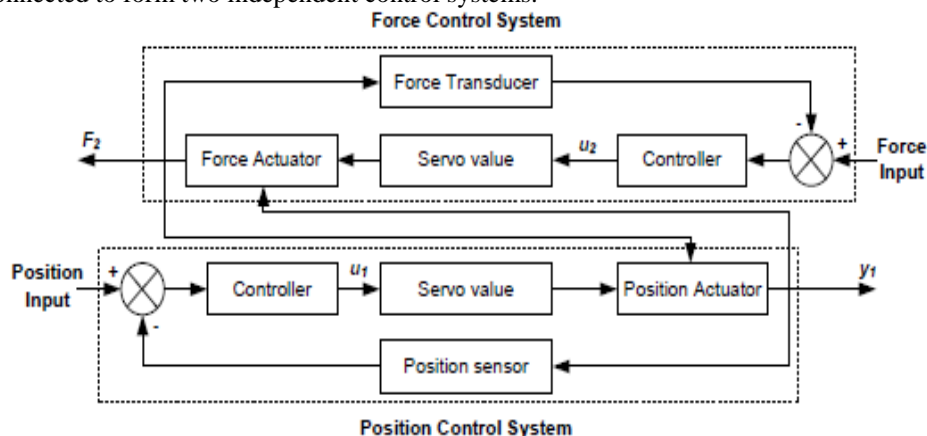 onnected to form two independent control systems.
Force Control System
Force Transducer
F2
Force Actuator
Servo value
u2
Controller
-
+
Force
Input
Position
Input
+
-
Controller
u1
Servo value
Position Actuator
y1
Position sensor
Position Control System